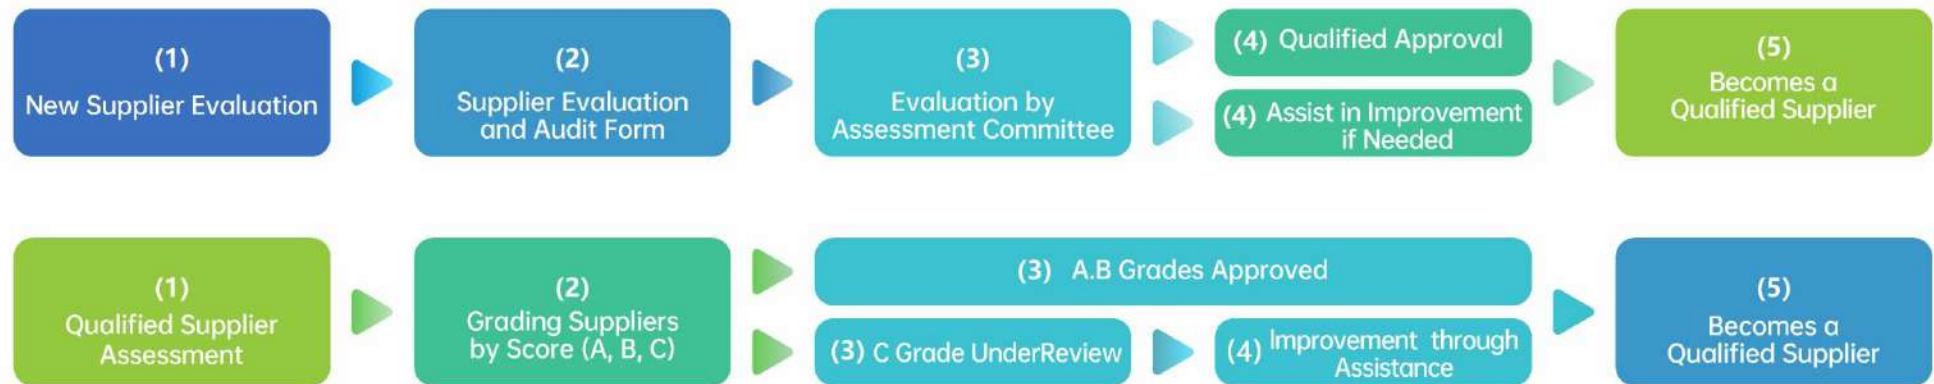 (1)
New Supplier Evaluation
(2)
Supplier Evaluation
and Audit Form
(3)
Evaluation by
Assessment Committee
(4) Qualified Approval
(4) Assist in Improvement
if Needed
(5)
Becomes a
Qualified Supplier
(1)
Qualified Supplier
Assessment
(2)
Grading Suppliers
by Score (A, B, C)
(3) A.B Grades Approved
(3) C Grade UnderReview
(4) Improvement through
Assistance
(5)
Becomes a
Qualified Supplier